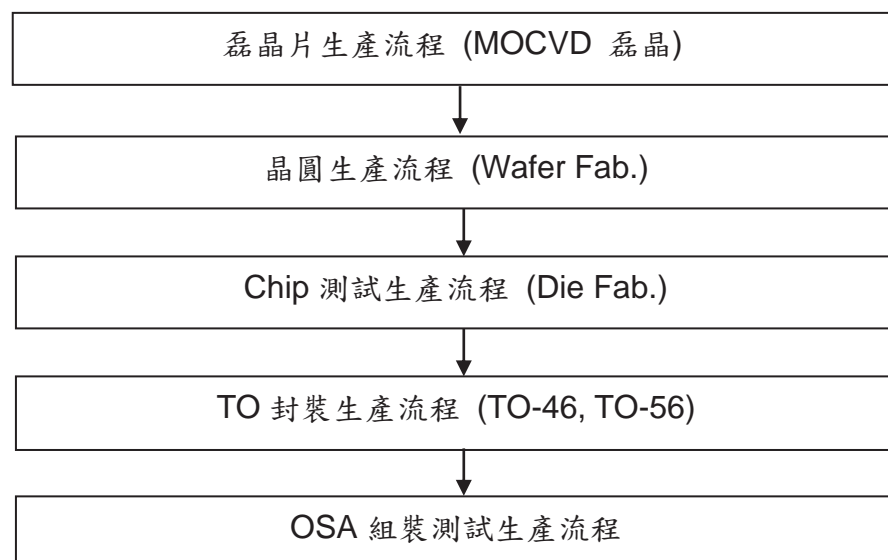 磊晶片生產流程 (MOCVD 磊晶)
晶圓生產流程 (Wafer Fab.)
Chip 測試生產流程 (Die Fab.)
TO 封裝生產流程 (TO-46, TO-56)
OSA 組裝測試生產流程